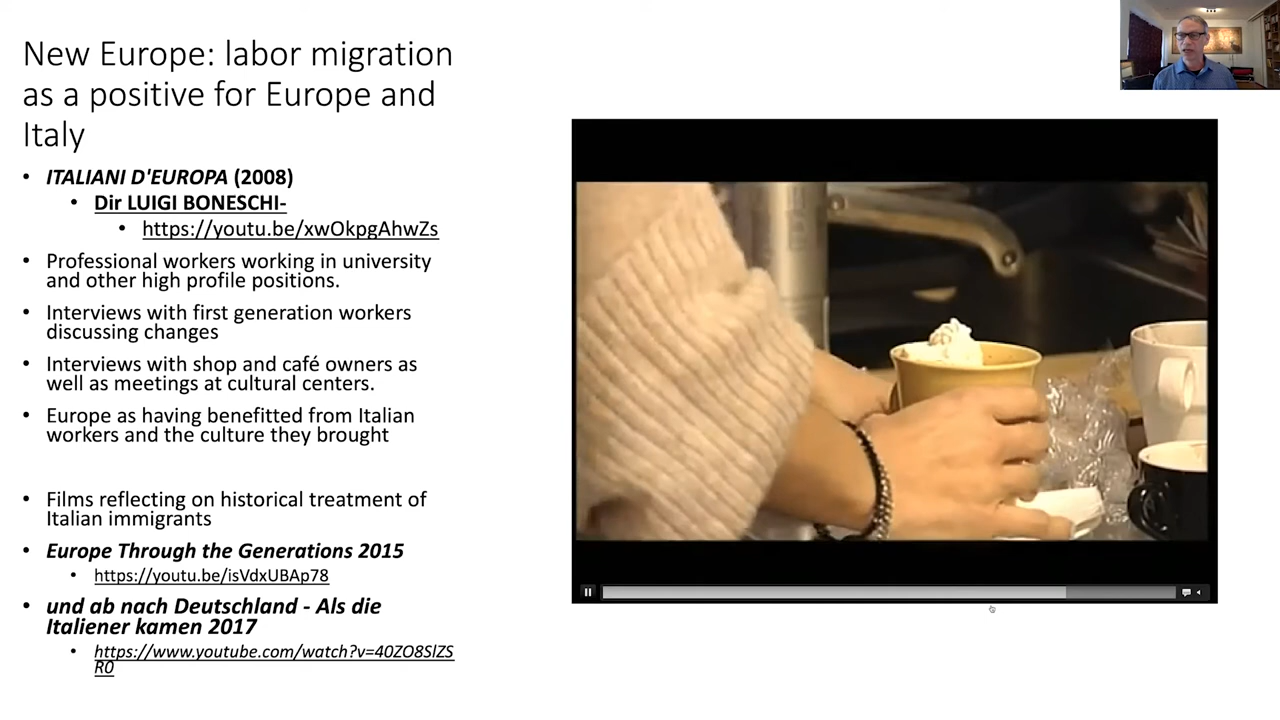 New Europe: labor migration
as a positive for Europe and
Italy
• ITALIANI D'EUROPA (2008)
• Dir LUIGI BONESCHI-
• https://youtu.be/xwOkpgAhwZs
• Professional workers working in university
and other high profile positions.
• Interviews with first generation workers
discussing changes
• Interviews with shop and café owners as
well as meetings at cultural centers.
• Europe as having benefitted from Italian
workers and the culture they brought
• Films reflecting on historical treatment of
Italian immigrants
• Europe Through the Generations 2015
• https://youtu.be/isVdxUBAp78
• und ab nach Deutschland - Als die
Italiener kamen 2017
• https://www.youtube.com/watch?v=40ZO8SlZS
R0